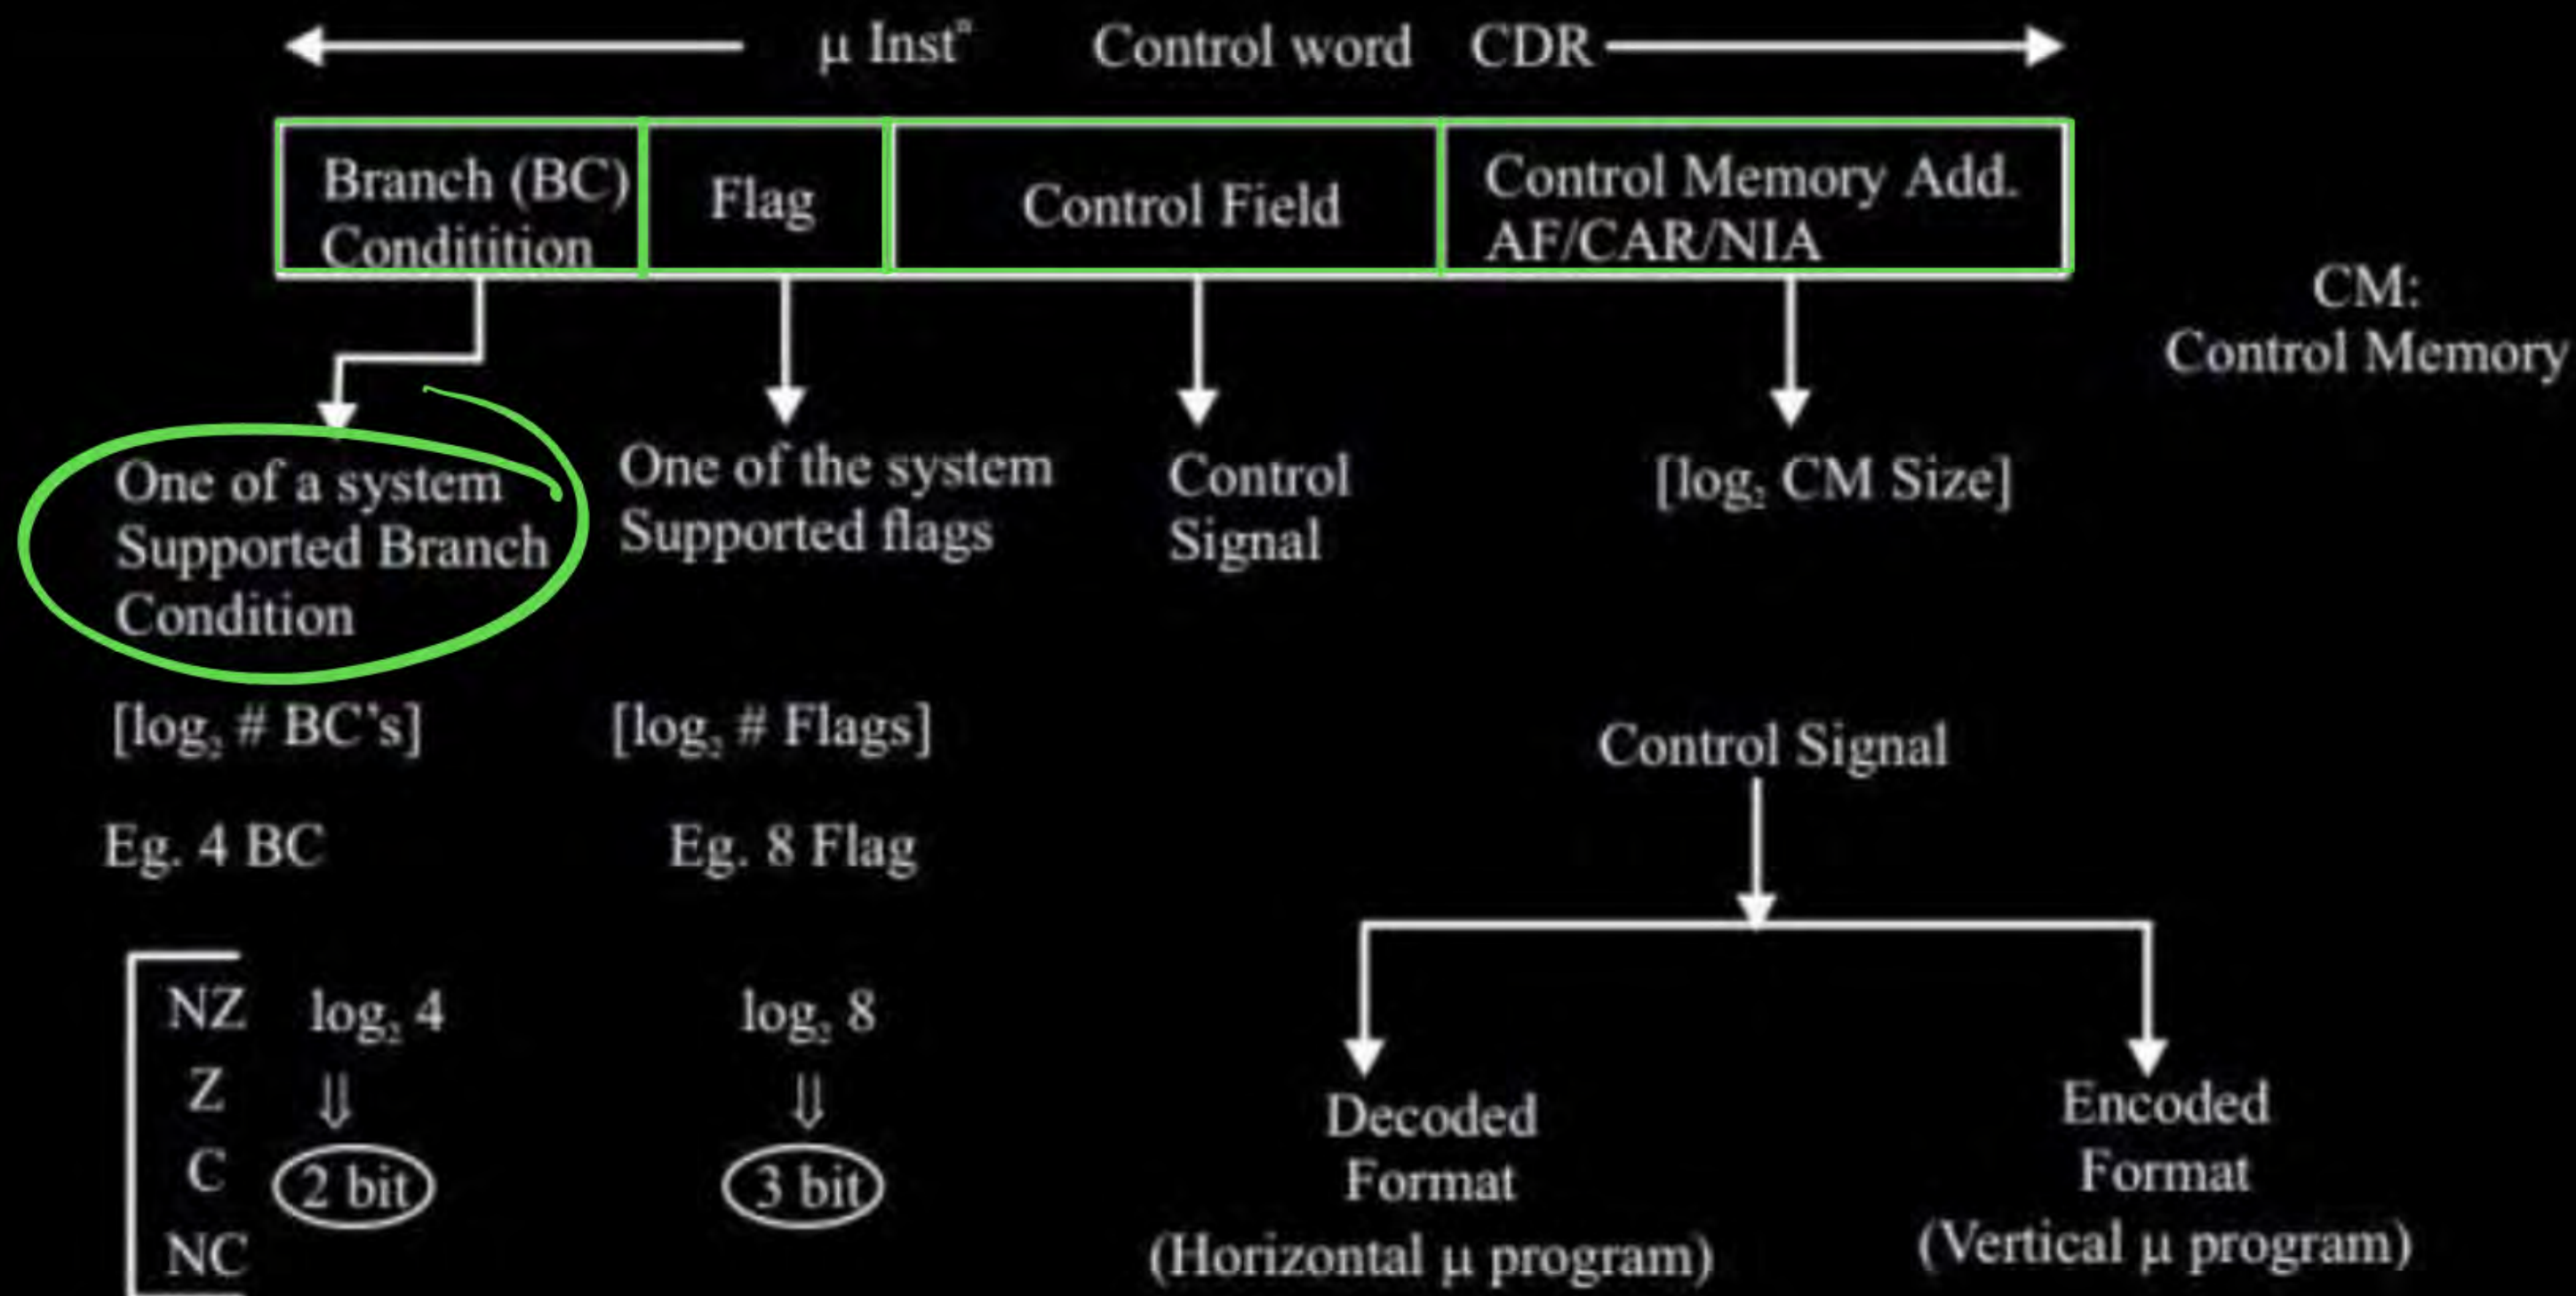 μ Instⁿ Control word CDR
Branch (BC)
Conditition
Flag
Control Field
Control Memory Add.
AF/CAR/NIA
CM:
Control Memory
One of a system
Supported Branch
Condition
One of the system
Supported flags
Control
Signal
[log₂ CM Size]
[log₂ # BC's]
[log₂ # Flags]
Control Signal
Eg. 4 BC
Eg. 8 Flag
NZ log₂ 4
log₂ 8
Z ⇓
⇓
C 2 bit
3 bit
NC
Decoded
Format
(Horizontal μ program)
Encoded
Format
(Vertical μ program)